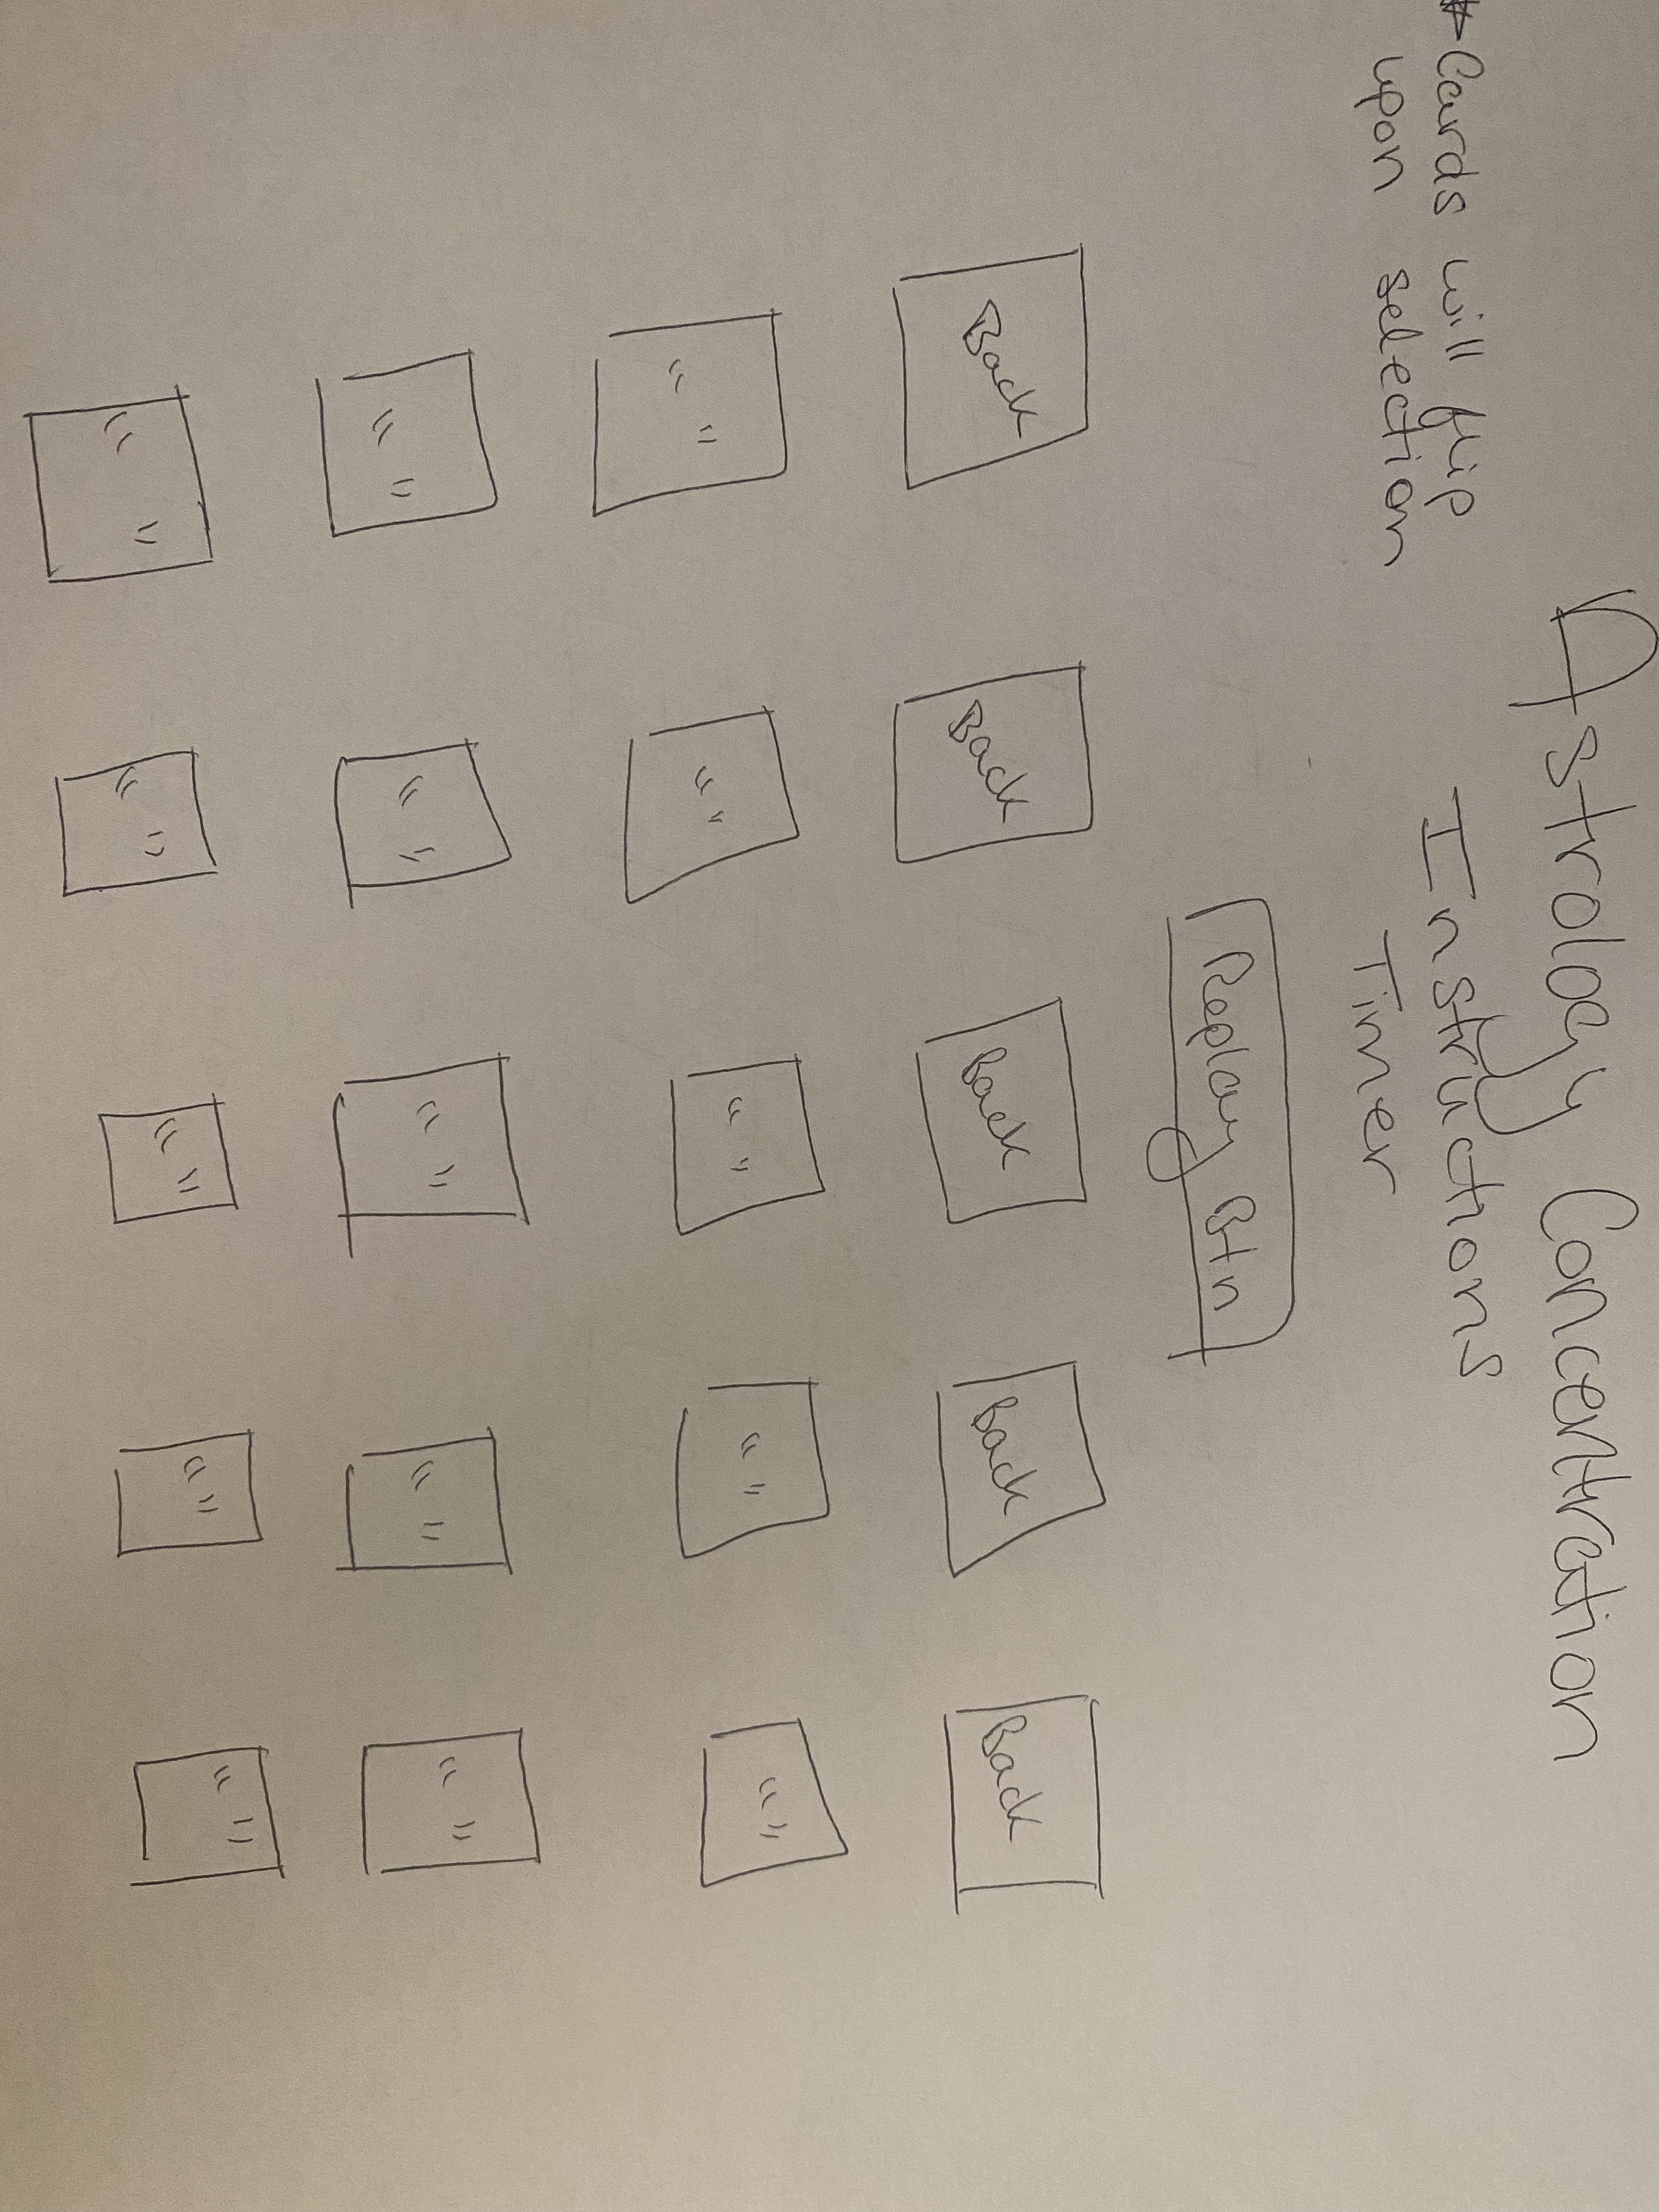 Astrology Concentration
* Cards will flip
upon selection
Instructions
Timer
Replay Btn
Back Back Back Back Back
" " " " " " " " " "
" " " " " " " " " "
" " " " " " " " " "